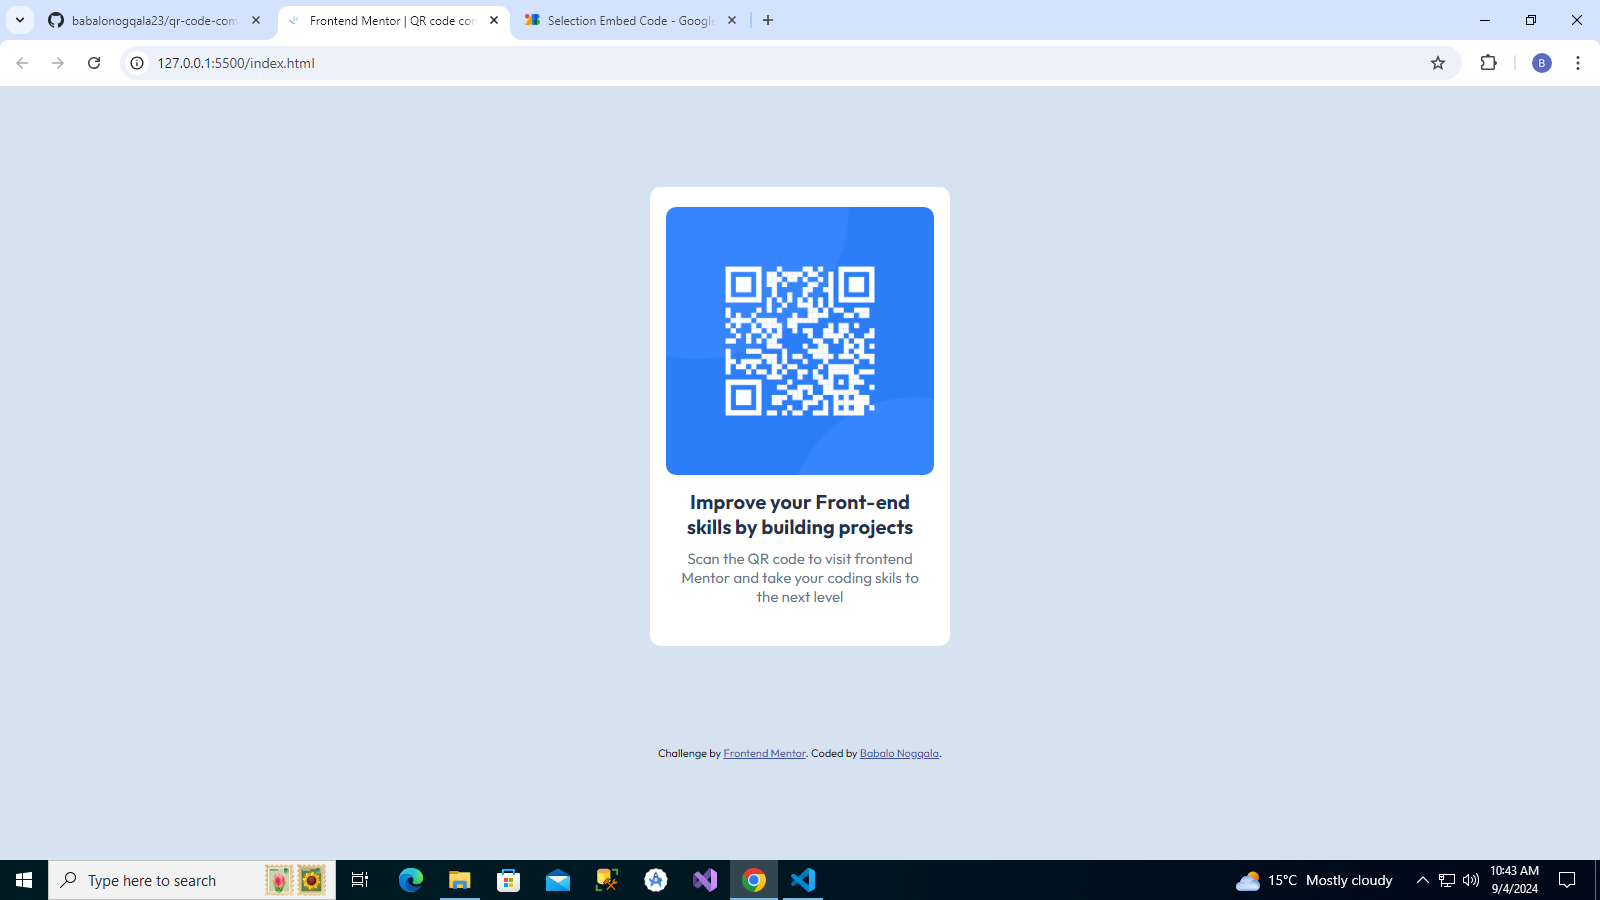 babalonogqala23/qr-code-com
Frontend Mentor | QR code con
Selection Embed Code - Google
127.0.0.1:5500/index.html
B
Improve your Front-end
skills by building projects
Scan the QR code to visit frontend
Mentor and take your coding skils to
the next level
Challenge by Frontend Mentor. Coded by Babalo Nogqala.
Type here to search
15°C Mostly cloudy
10:43 AM
9/4/2024